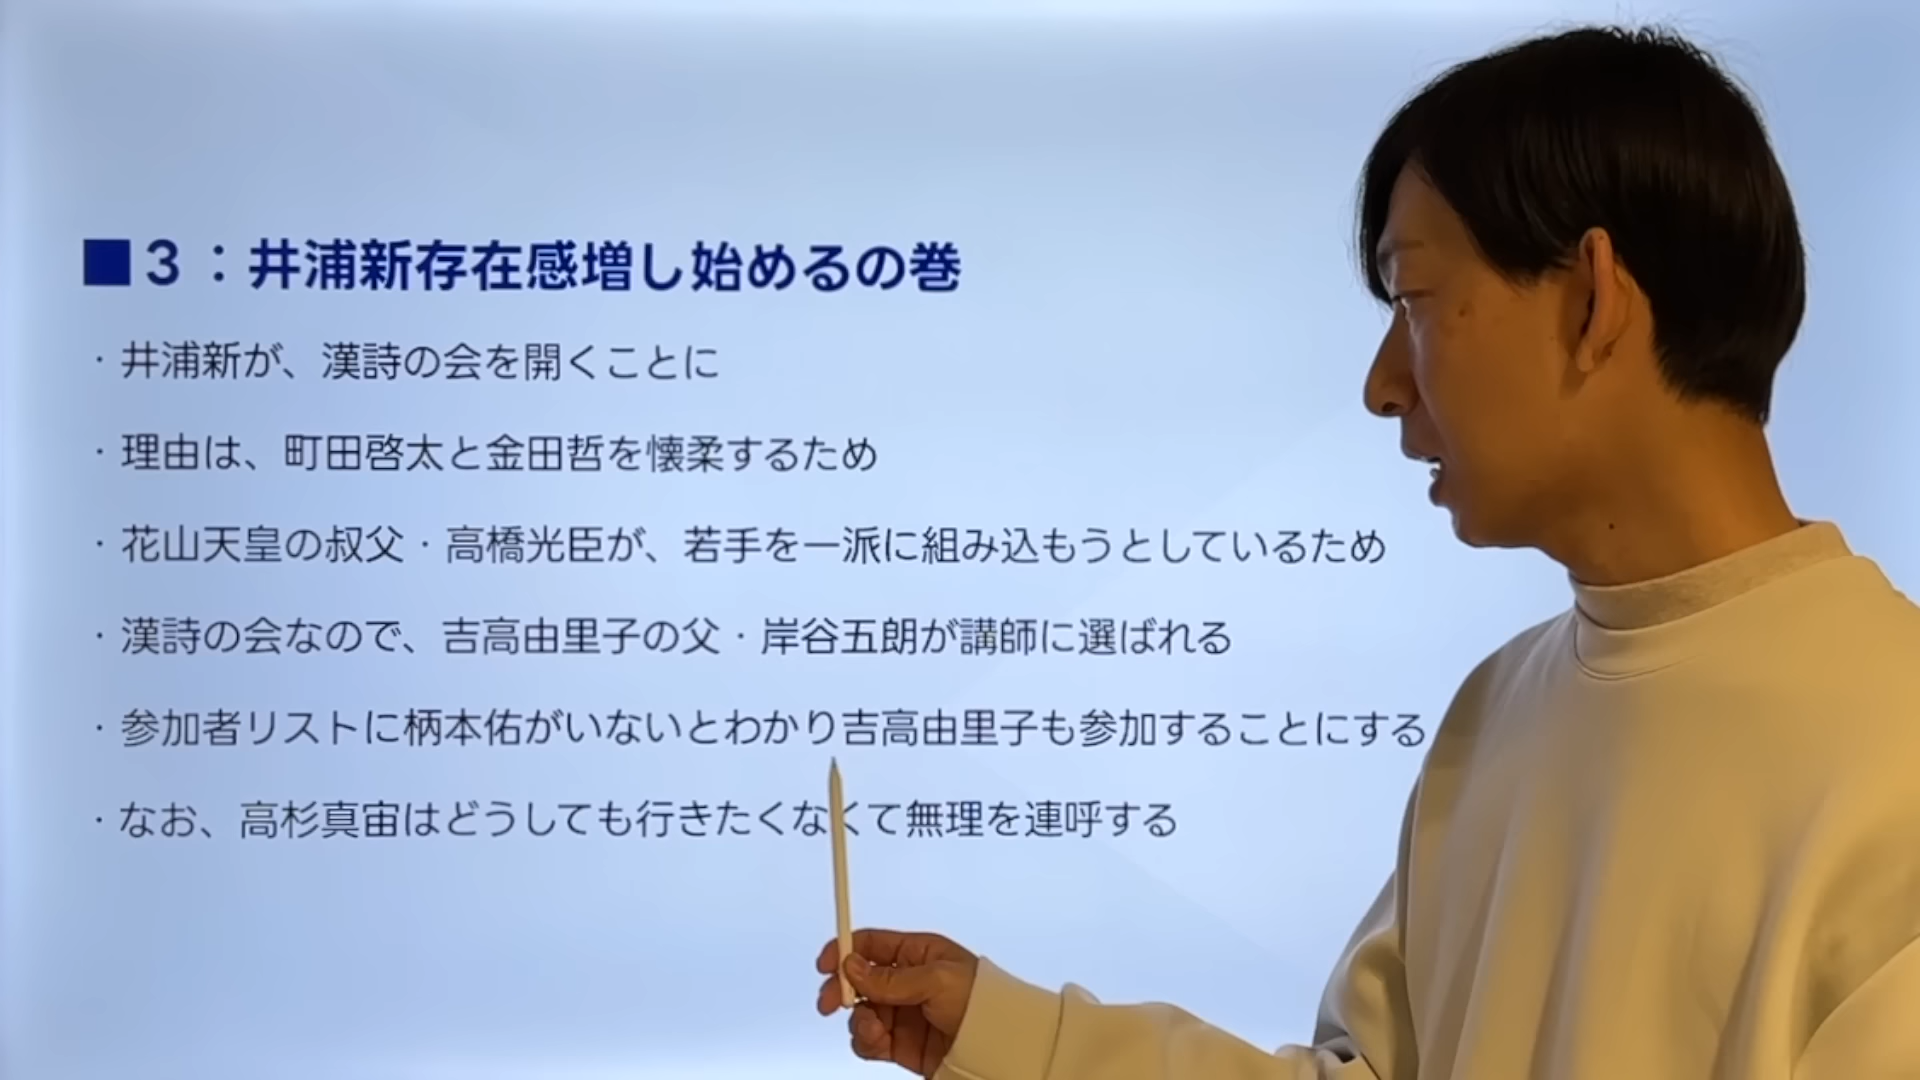 ■3：井浦新存在感増し始めるの巻
・井浦新が、漢詩の会を開くことに
・理由は、町田啓太と金田哲を懐柔するため
・花山天皇の叔父・高橋光臣が、若手を一派に組み込もうとしているため
・漢詩の会なので、吉高由里子の父・岸谷五朗が講師に選ばれる
・参加者リストに柄本佑がいないとわかり吉高由里子も参加することにする
・なお、高杉真宙はどうしても行きたくなくて無理を連呼する